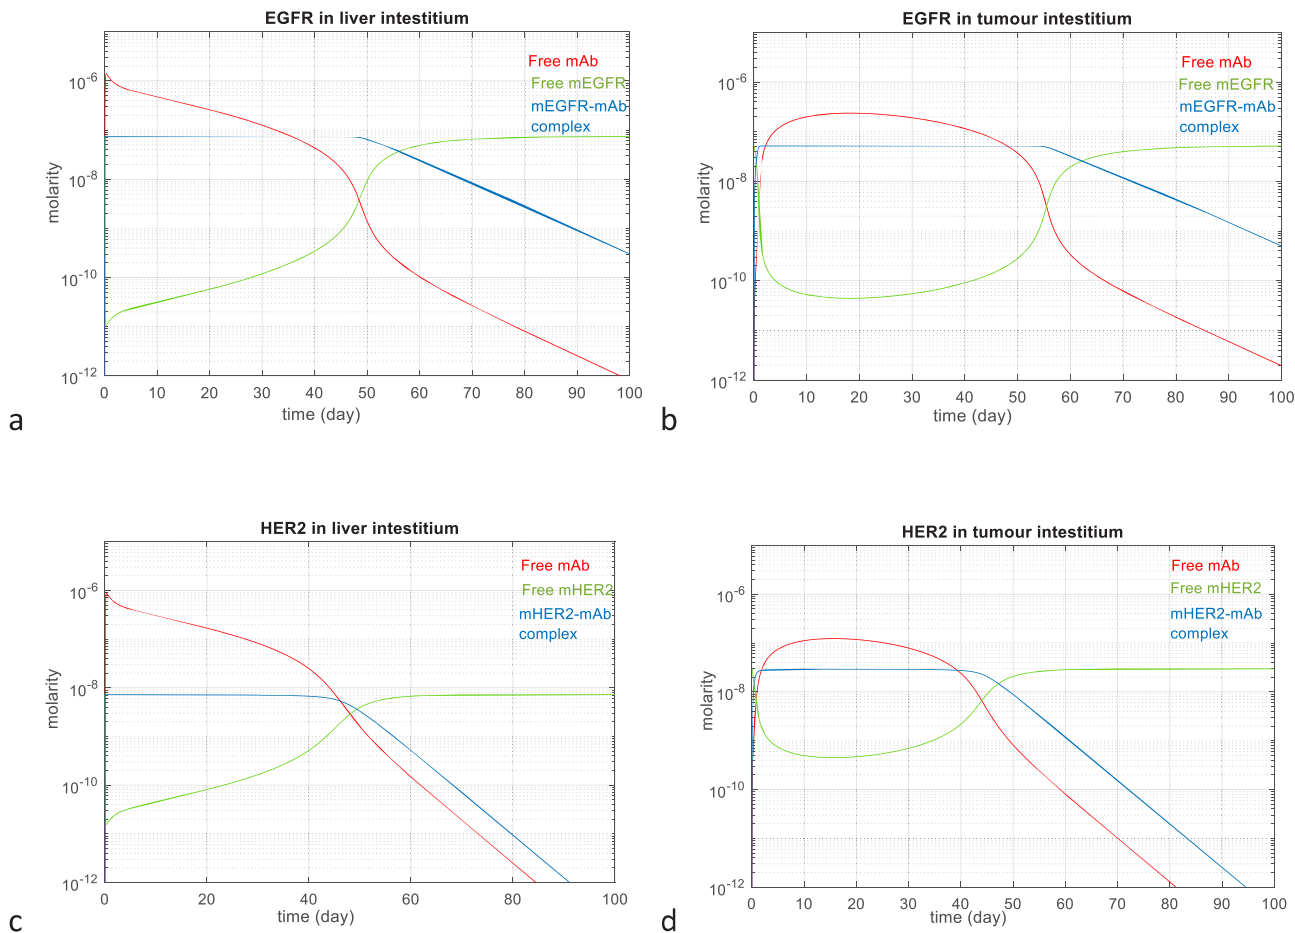 EGFR in liver intestitium
Free mAb
Free mEGFR
mEGFR-mAb
complex
molarity
10-6
10-8
10-10
10-12
0 10 20 30 40 50 60 70 80 90 100
time (day)
a
EGFR in tumour intestitium
Free mAb
Free mEGFR
mEGFR-mAb
complex
molarity
10-6
10-8
10-10
10-12
0 10 20 30 40 50 60 70 80 90 100
time (day)
b
HER2 in liver intestitium
Free mAb
Free mHER2
mHER2-mAb
complex
molarity
10-6
10-8
10-10
10-12
0 20 40 60 80 100
time (day)
c
HER2 in tumour intestitium
Free mAb
Free mHER2
mHER2-mAb
complex
molarity
10-6
10-8
10-10
10-12
0 10 20 30 40 50 60 70 80 90 100
time (day)
d